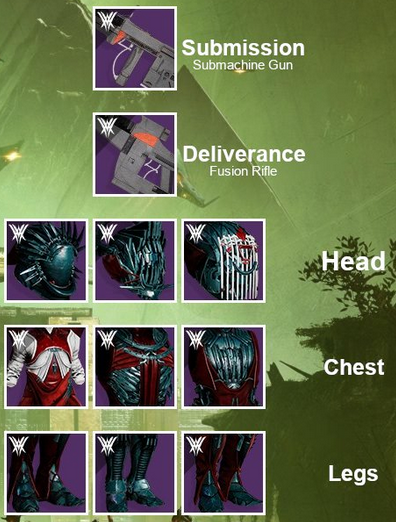 Submission
Submachine Gun
Deliverance
Fusion Rifle
Head
Chest
Legs